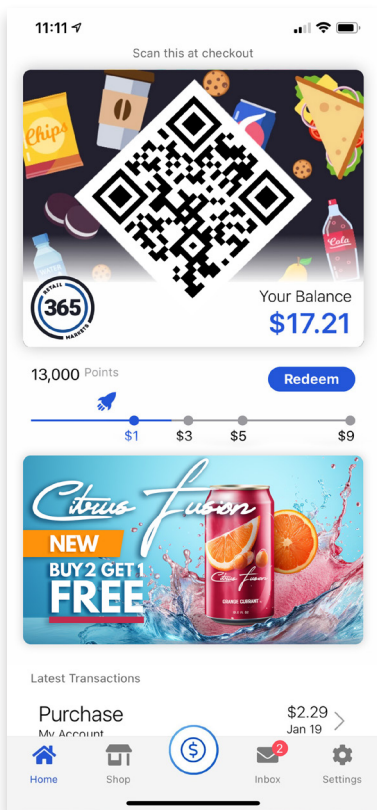 11:11
Scan this at checkout
Chips
Cola
RETAIL
365
MARKETS
Your Balance
$17.21
13,000 Points
Redeem
$1 $3 $5 $9
Citrus Fusion
NEW
BUY 2 GET 1
FREE
Citrus Fusion
ORANGE CURRANT
Latest Transactions
Purchase
$2.29
My Account
Jan 19
2
Home Shop Inbox Settings